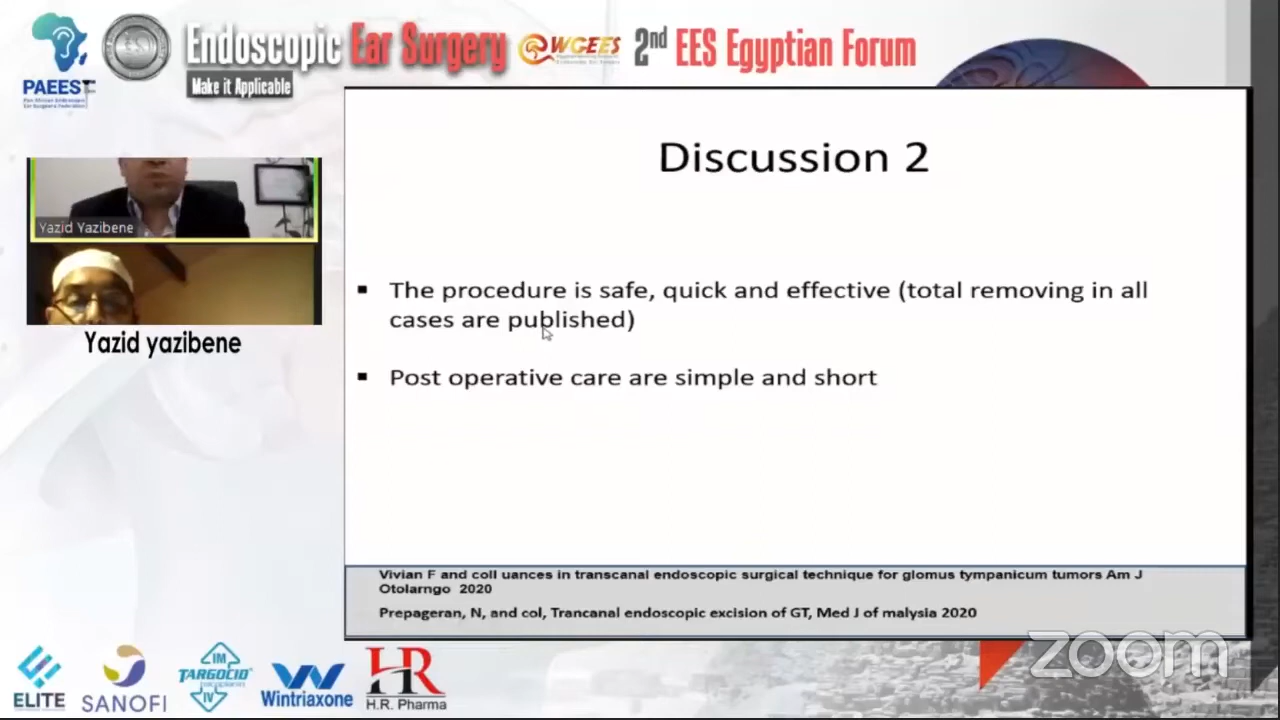 PAEEST
Endoscopic Ear Surgery
Make it Applicable
WGEES
2nd EES Egyptian Forum
Yazid Yazibene
Yazid yazibene
Discussion 2
▪ The procedure is safe, quick and effective (total removing in all
cases are published)
▪ Post operative care are simple and short
Vivian F and coll uances in transcanal endoscopic surgical technique for glomus tympanicum tumors Am J
Otolarngo 2020
Prepageran, N, and col, Trancanal endoscopic excision of GT, Med J of malysia 2020
ELITE
SANOFI
IM
TARGOCID
IV
Wintriaxone
HR
H.R. Pharma
zoom